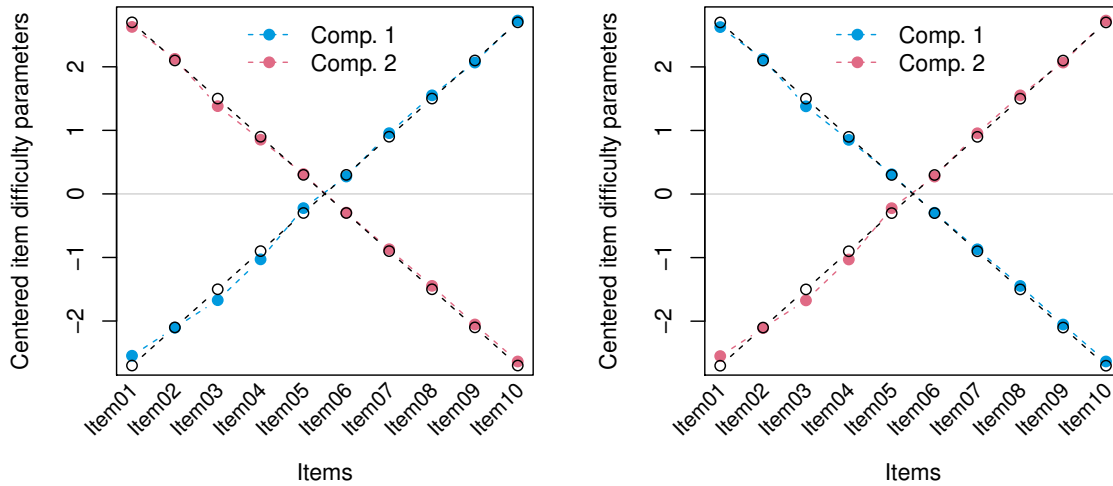 Centered item difficulty parameters
2
1
0
−1
−2
Comp. 1
Comp. 2
Item01
Item02
Item03
Item04
Item05
Item06
Item07
Item08
Item09
Item10
Items
Centered item difficulty parameters
2
1
0
−1
−2
Comp. 1
Comp. 2
Item01
Item02
Item03
Item04
Item05
Item06
Item07
Item08
Item09
Item10
Items